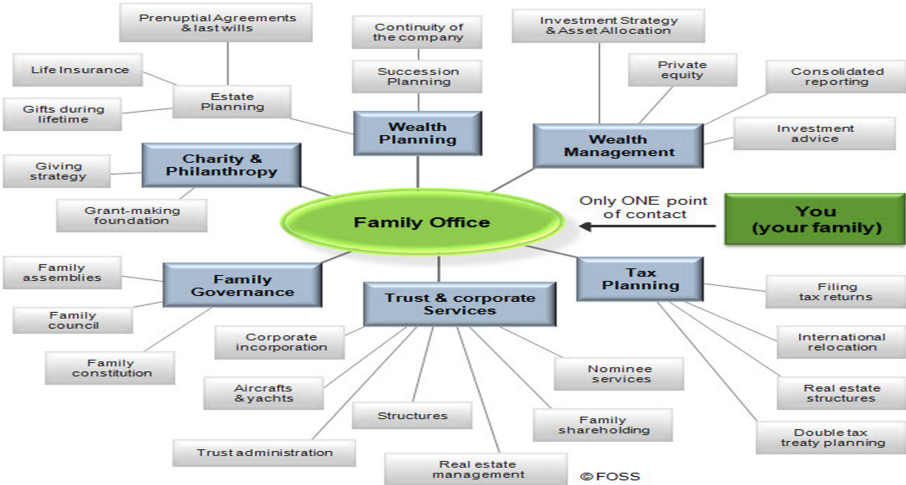 Prenuptial Agreements
& last wills
Continuity of
the company
Investment Strategy
& Asset Allocation
Life Insurance
Succession
Planning
Private
equity
Consolidated
reporting
Gifts during
lifetime
Estate
Planning
Wealth
Planning
Wealth
Management
Investment
advice
Giving
strategy
Charity &
Philanthropy
Grant-making
foundation
Family Office
Only ONE point
of contact
You
(your family)
Family
assemblies
Family
Governance
Trust & corporate
Services
Tax
Planning
Filing
tax returns
Family
council
Family
constitution
Corporate
incorporation
International
relocation
Aircrafts
& yachts
Nominee
services
Real estate
structures
Structures
Family
shareholding
Double tax
treaty planning
Trust administration
Real estate
management
© FOSS